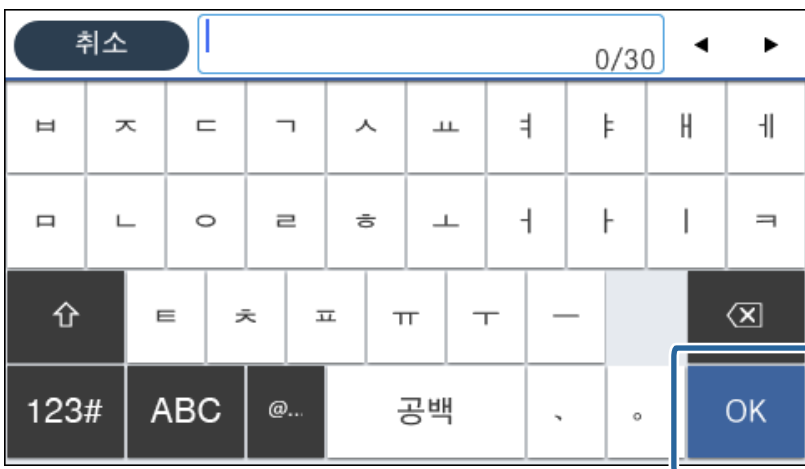 취소 0/30 ◀ ▶
ㅂ ㅈ ㄷ ㄱ ㅅ ㅛ ㅕ ㅑ ㅐ ㅔ
ㅁ ㄴ ㅇ ㄹ ㅎ ㅗ ㅓ ㅏ ㅣ ㅋ
ㅌ ㅊ ㅍ ㅠ ㅜ ㅡ
123# ABC @... 공백 、 。 OK